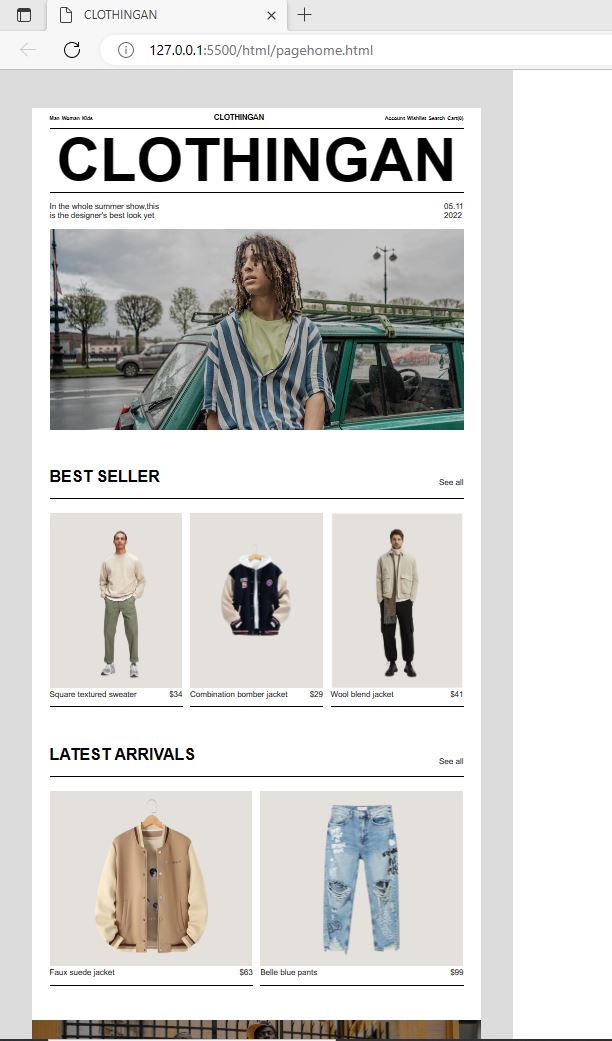 CLOTHINGAN
127.0.0.1:5500/html/pagehome.html
Man Woman Kids
CLOTHINGAN
Account Wishlist Search Cart(0)
CLOTHINGAN
In the whole summer show,this
is the designer's best look yet
05.11
2022
BEST SELLER
See all
Square textured sweater $34
Combination bomber jacket $29
Wool blend jacket $41
LATEST ARRIVALS
See all
Faux suede jacket $63
Belle blue pants $99